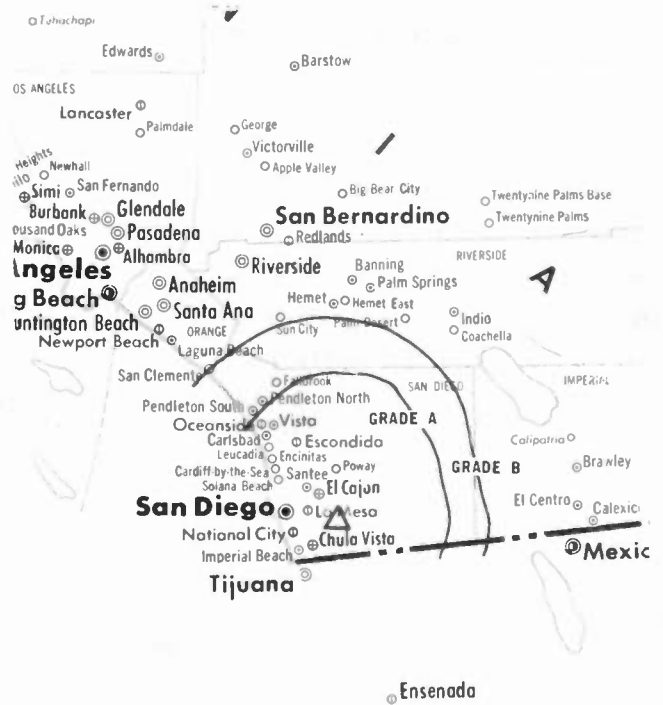 Tehachapi
Edwards
Barstow
OS ANGELES
Lancaster
Palmdale
George
Victorville
Apple Valley
Heights
Newhall
Simi
San Fernando
Big Bear City
Twentynine Palms Base
Twentynine Palms
Burbank
Glendale
San Bernardino
ousand Oaks
Pasadena
Redlands
Monica
Alhambra
RIVERSIDE
Angeles
Riverside
Banning
Palm Springs
A
g Beach
Anaheim
Hemet
Hemet East
untington Beach
Santa Ana
Sun City
Palm Desert
Indio
Coachella
ORANGE
Newport Beach
Laguna Beach
San Clemente
Fallbrook
SAN DIEGO
IMPERIAL
Pendleton South
Pendleton North
GRADE A
Oceanside
Vista
Carlsbad
Escondido
Calipatria
Leucadia
Encinitas
GRADE B
Cardiff-by-the-Sea
Santee
Poway
Brawley
Solana Beach
El Cajon
San Diego
La Mesa
El Centro
Calexic
National City
Chula Vista
Imperial Beach
Mexic
Tijuana
Ensenada